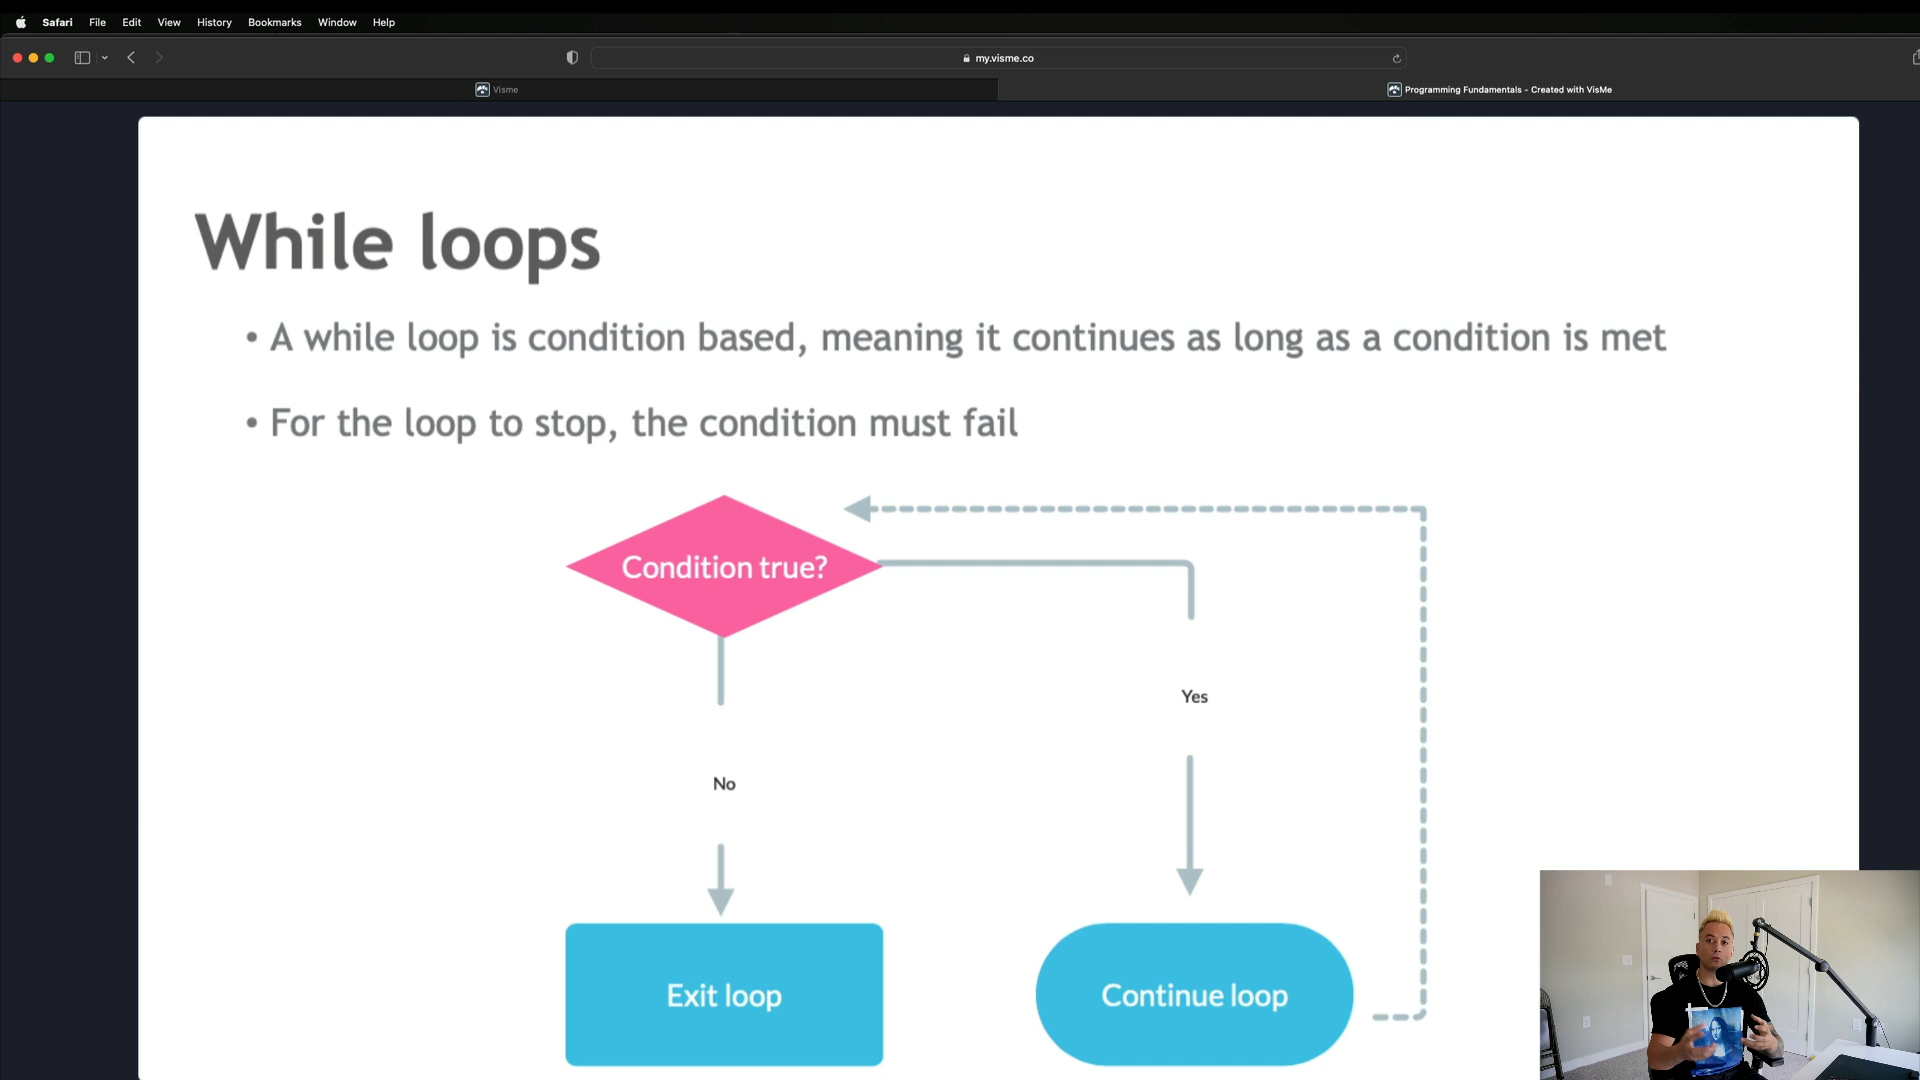 Safari File Edit View History Bookmarks Window Help
my.visme.co
Visme
Programming Fundamentals - Created with VisMe
While loops
• A while loop is condition based, meaning it continues as long as a condition is met
• For the loop to stop, the condition must fail
Condition true?
Yes
No
Exit loop
Continue loop